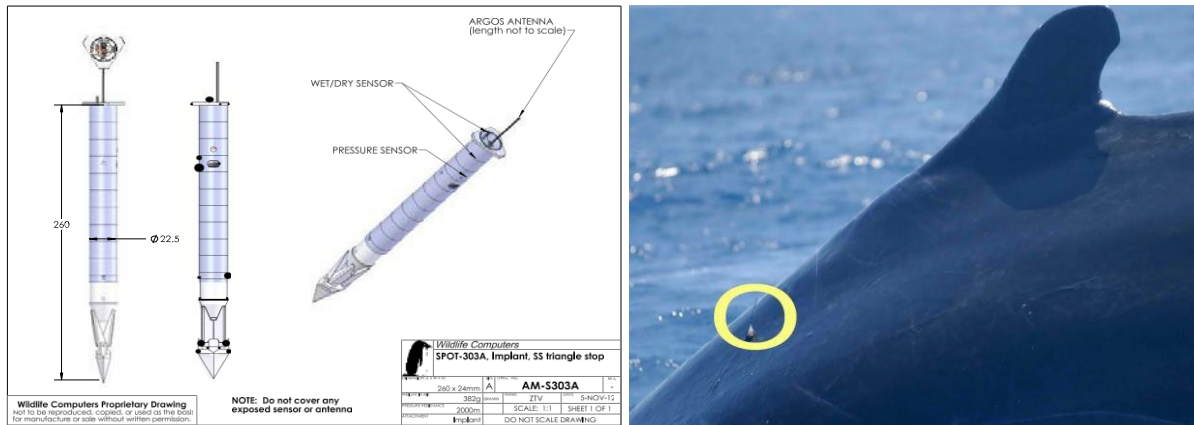 ARGOS ANTENNA
(length not to scale)
WET/DRY SENSOR
PRESSURE SENSOR
260
Ø 22.5
Wildlife Computers
SPOT-303A, Implant, SS triangle stop
260 x 24mm
A
AM-S303A
382g
ZTV
5-NOV-12
2000m
SCALE: 1:1
SHEET 1 OF 1
Implant
DO NOT SCALE DRAWING
Wildlife Computers Proprietary Drawing
Not to be reproduced, copied, or used as the basis
for manufacture or sale without written permission.
NOTE: Do not cover any
exposed sensor or antenna